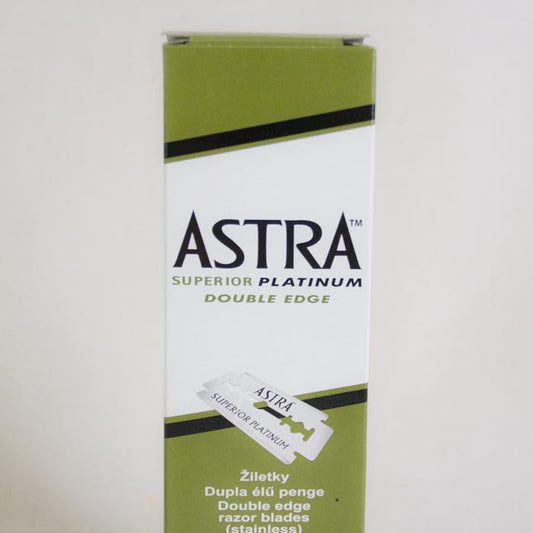 ASTRA™
SUPERIOR PLATINUM
DOUBLE EDGE
ASTRA
SUPERIOR PLATINUM
Žiletky
Dupla élű penge
Double edge
razor blades
(stainless)